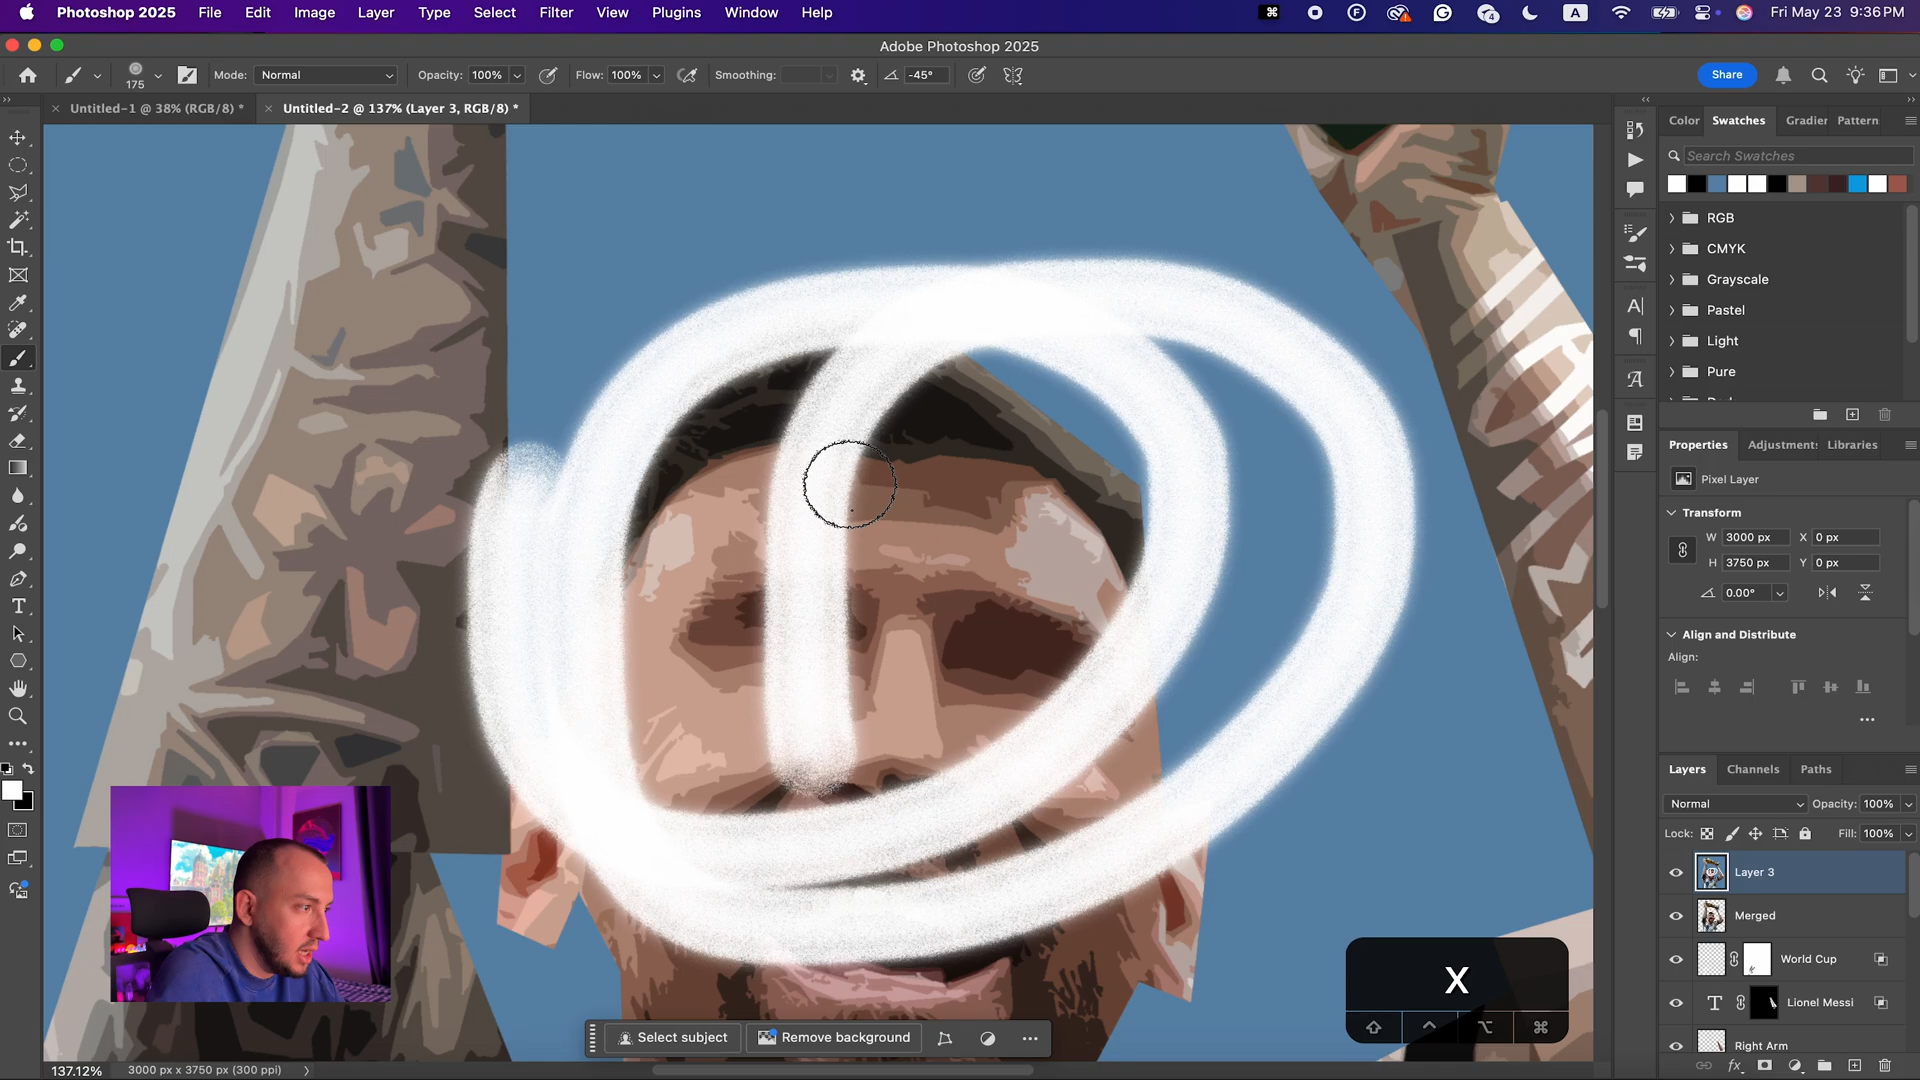 Photoshop 2025 File Edit Image Layer Type Select Filter View Plugins Window Help
A Fri May 23 9:36 PM
Adobe Photoshop 2025
175 Mode: Normal Opacity: 100% Flow: 100% Smoothing: -45° Share
Untitled-1 @ 38% (RGB/8) * Untitled-2 @ 137% (Layer 3, RGB/8) *
Color Swatches Gradier Pattern
Search Swatches
RGB
CMYK
Grayscale
Pastel
Light
Pure
Properties Adjustment: Libraries
Pixel Layer
Transform
W 3000 px X 0 px
H 3750 px Y 0 px
0.00°
Align and Distribute
Align:
Layers Channels Paths
Normal Opacity: 100%
Lock: Fill: 100%
Layer 3
Merged
World Cup
Lionel Messi
Right Arm
X
Select subject Remove background
137.12% 3000 px x 3750 px (300 ppi)